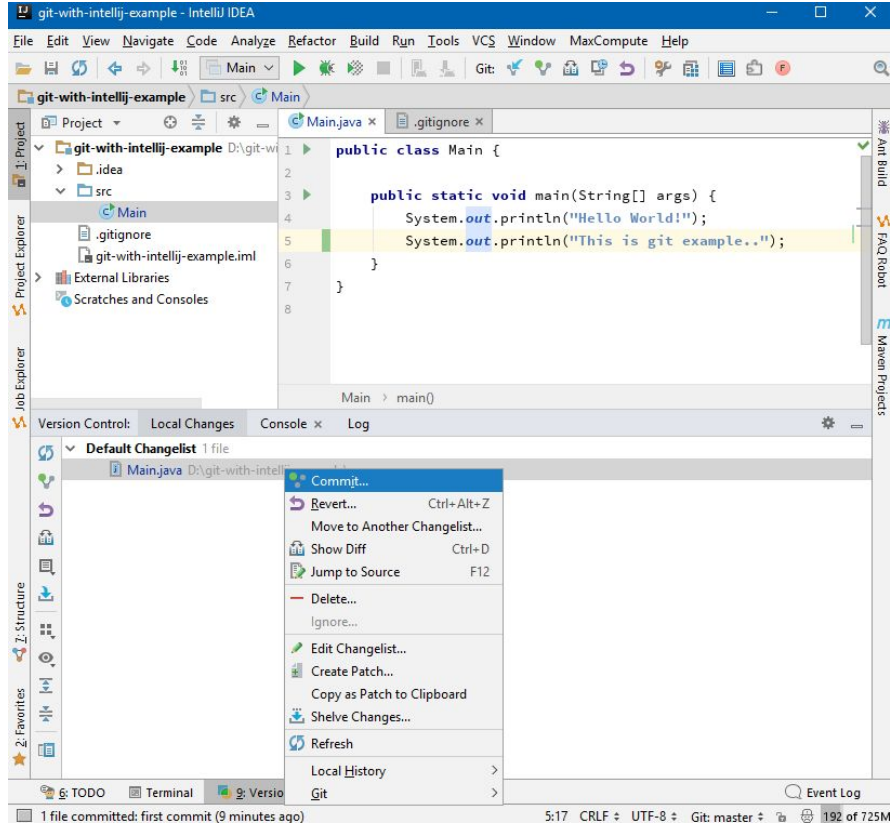 git-with-intellij-example - IntelliJ IDEA
File Edit View Navigate Code Analyze Refactor Build Run Tools VCS Window MaxCompute Help
Main Git:
git-with-intellij-example src Main
Project
Main.java × .gitignore ×
git-with-intellij-example D:\git-wi
.idea
src
Main
.gitignore
git-with-intellij-example.iml
External Libraries
Scratches and Consoles
1 public class Main {
2
3 public static void main(String[] args) {
4 System.out.println("Hello World!");
5 System.out.println("This is git example..");
6 }
7 }
8
Main > main()
1: Project
Project Explorer
Job Explorer
Z: Structure
2: Favorites
Ant Build
FAQ Robot
Maven Projects
Version Control: Local Changes Console × Log
Default Changelist 1 file
Main.java D:\git-with-intelli
Commit...
Revert... Ctrl+Alt+Z
Move to Another Changelist...
Show Diff Ctrl+D
Jump to Source F12
Delete...
Ignore...
Edit Changelist...
Create Patch...
Copy as Patch to Clipboard
Shelve Changes...
Refresh
Local History >
Git >
6: TODO Terminal 9: Versio Event Log
1 file committed: first commit (9 minutes ago) 5:17 CRLF UTF-8 Git: master 192 of 725M